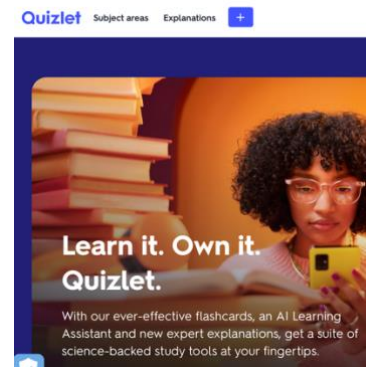 Quizlet Subject areas Explanations +
Learn it. Own it.
Quizlet.
With our ever-effective flashcards, an AI Learning
Assistant and new expert explanations, get a suite of
science-backed study tools at your fingertips.